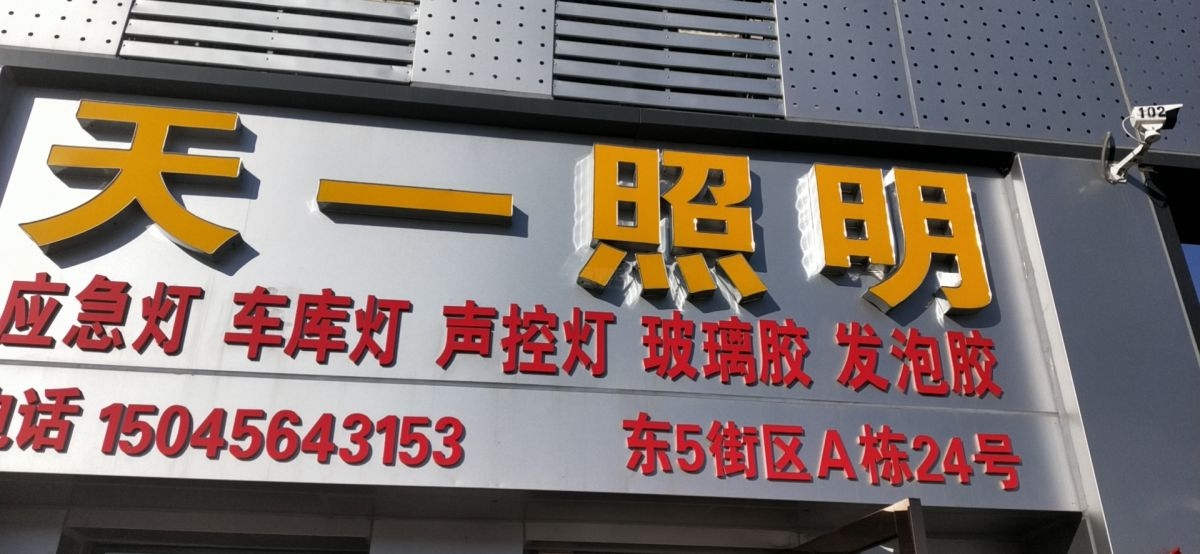 天一照明
102
应急灯 车库灯 声控灯 玻璃胶 发泡胶
电话 15045643153 东5街区A栋24号